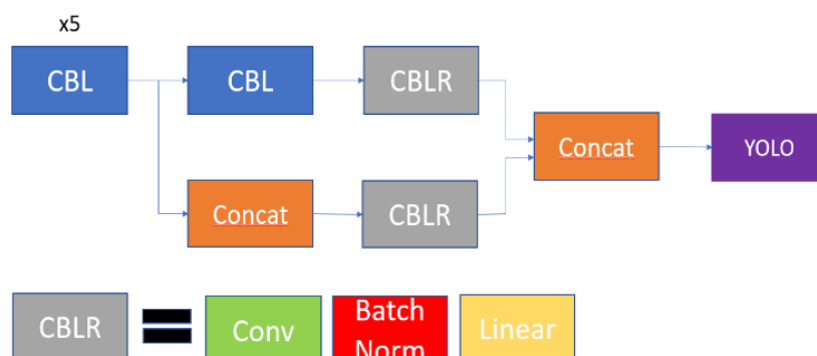 x5
CBL
CBL
CBLR
Concat
YOLO
Concat
CBLR
CBLR
Conv
Batch
Norm
Linear